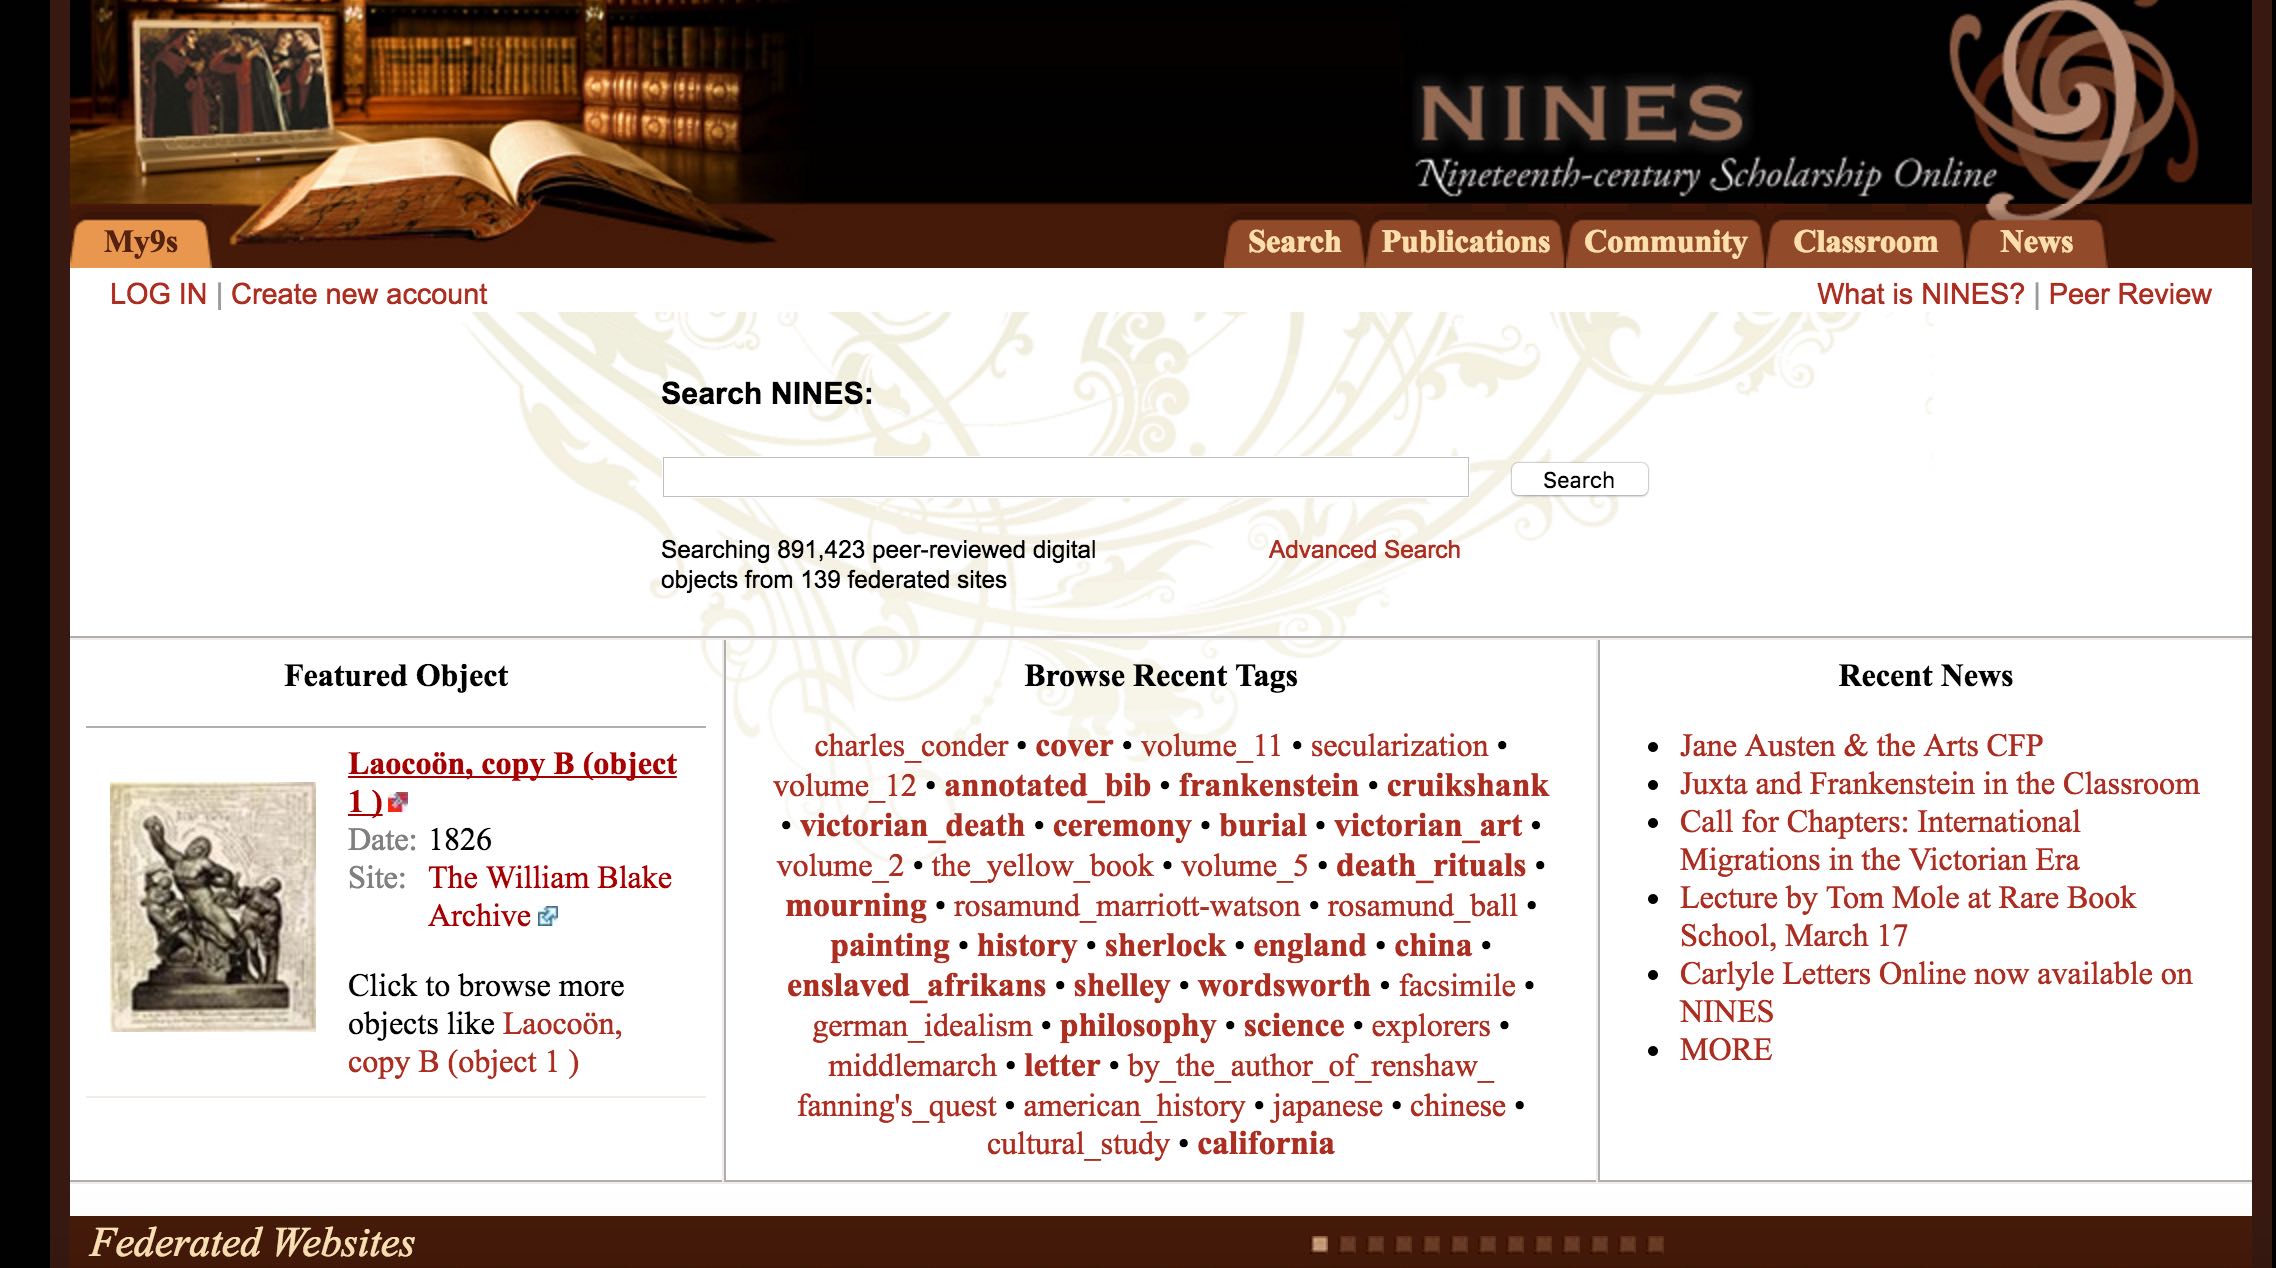 NINES
Nineteenth-century Scholarship Online
My9s
Search
Publications
Community
Classroom
News
LOG IN | Create new account
What is NINES? | Peer Review
Search NINES:
Search
Searching 891,423 peer-reviewed digital
objects from 139 federated sites
Advanced Search
Featured Object
Laocoön, copy B (object
1 )
Date: 1826
Site: The William Blake
Archive
Click to browse more
objects like Laocoön,
copy B (object 1 )
Browse Recent Tags
charles_conder • cover • volume_11 • secularization •
volume_12 • annotated_bib • frankenstein • cruikshank
• victorian_death • ceremony • burial • victorian_art •
volume_2 • the_yellow_book • volume_5 • death_rituals •
mourning • rosamund_marriott-watson • rosamund_ball •
painting • history • sherlock • england • china •
enslaved_afrikans • shelley • wordsworth • facsimile •
german_idealism • philosophy • science • explorers •
middlemarch • letter • by_the_author_of_renshaw_
fanning's_quest • american_history • japanese • chinese •
cultural_study • california
Recent News
• Jane Austen & the Arts CFP
• Juxta and Frankenstein in the Classroom
• Call for Chapters: International
Migrations in the Victorian Era
• Lecture by Tom Mole at Rare Book
School, March 17
• Carlyle Letters Online now available on
NINES
• MORE
Federated Websites